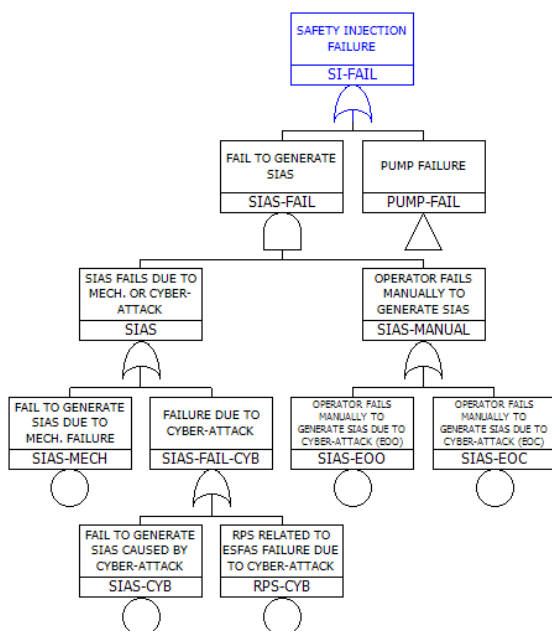 SAFETY INJECTION
FAILURE
SI-FAIL
FAIL TO GENERATE
SIAS
SIAS-FAIL
PUMP FAILURE
PUMP-FAIL
SIAS FAILS DUE TO
MECH. OR CYBER-
ATTACK
SIAS
OPERATOR FAILS
MANUALLY TO
GENERATE SIAS
SIAS-MANUAL
FAIL TO GENERATE
SIAS DUE TO
MECH. FAILURE
SIAS-MECH
FAILURE DUE TO
CYBER-ATTACK
SIAS-FAIL-CYB
OPERATOR FAILS
MANUALLY TO
GENERATE SIAS DUE TO
CYBER-ATTACK (EOO)
SIAS-EOO
OPERATOR FAILS
MANUALLY TO
GENERATE SIAS DUE TO
CYBER-ATTACK (EOC)
SIAS-EOC
FAIL TO GENERATE
SIAS CAUSED BY
CYBER-ATTACK
SIAS-CYB
RPS RELATED TO
ESFAS FAILURE DUE
TO CYBER-ATTACK
RPS-CYB